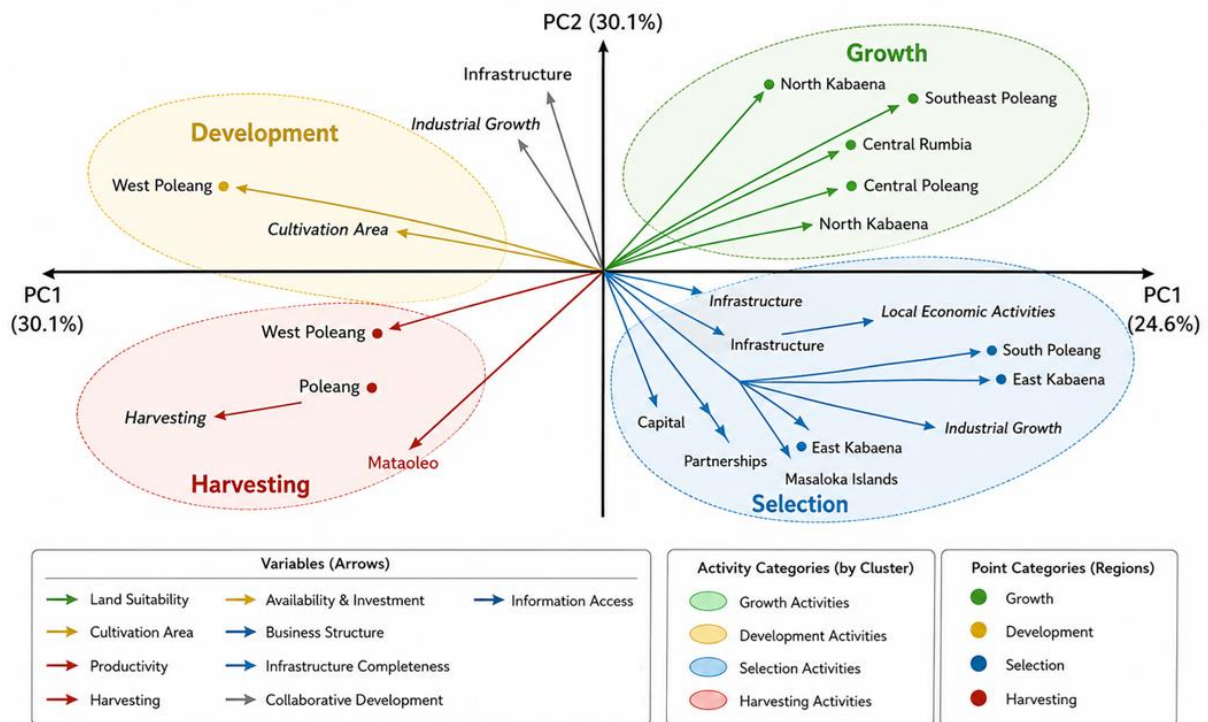 PC2 (30.1%)
Growth
Infrastructure
North Kabaena
Southeast Poleang
Industrial Growth
Development
Central Rumbia
West Poleang
Central Poleang
Cultivation Area
North Kabaena
PC1
(30.1%)
PC1
(24.6%)
Infrastructure
Local Economic Activities
West Poleang
Infrastructure
South Poleang
Poleang
East Kabaena
Harvesting
Capital
Industrial Growth
Mataoleo
Partnerships
East Kabaena
Masaloka Islands
Harvesting
Selection
Variables (Arrows)
Land Suitability
Availability & Investment
Information Access
Cultivation Area
Business Structure
Productivity
Infrastructure Completeness
Harvesting
Collaborative Development
Activity Categories (by Cluster)
Growth Activities
Development Activities
Selection Activities
Harvesting Activities
Point Categories (Regions)
Growth
Development
Selection
Harvesting